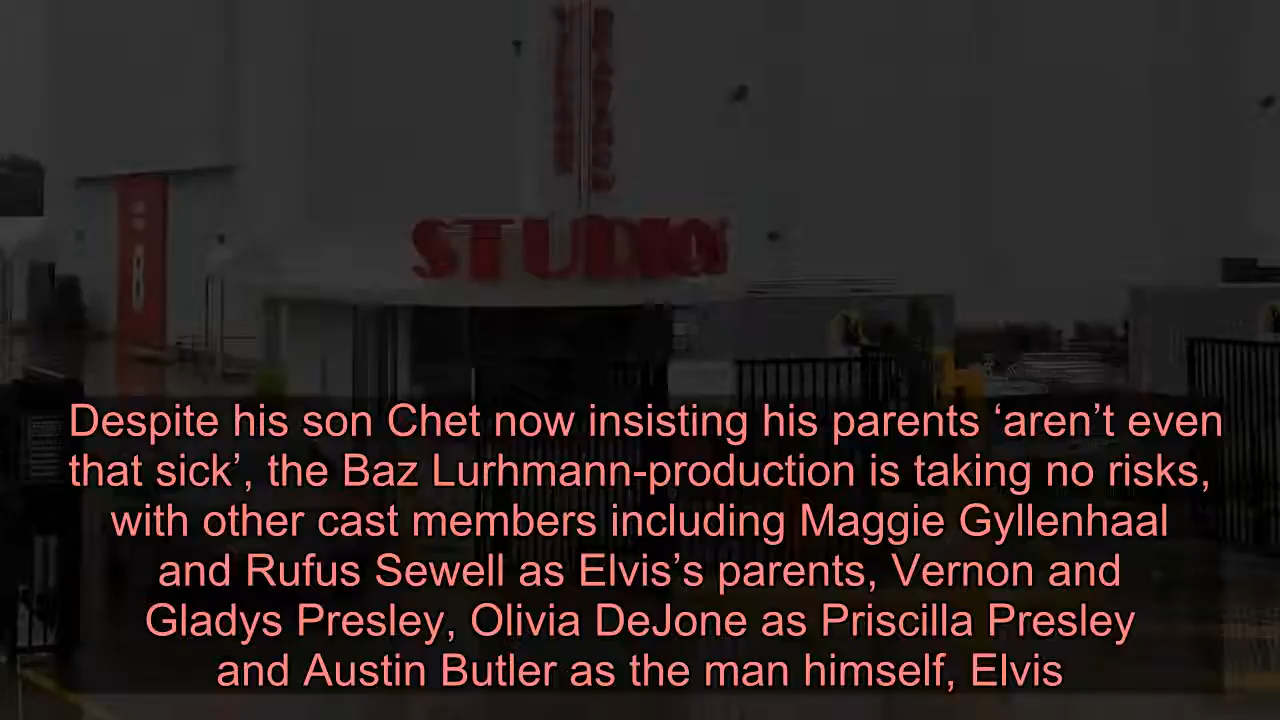 STUDIOS
8
Despite his son Chet now insisting his parents ‘aren’t even
that sick’, the Baz Lurhmann-production is taking no risks,
with other cast members including Maggie Gyllenhaal
and Rufus Sewell as Elvis’s parents, Vernon and
Gladys Presley, Olivia DeJone as Priscilla Presley
and Austin Butler as the man himself, Elvis